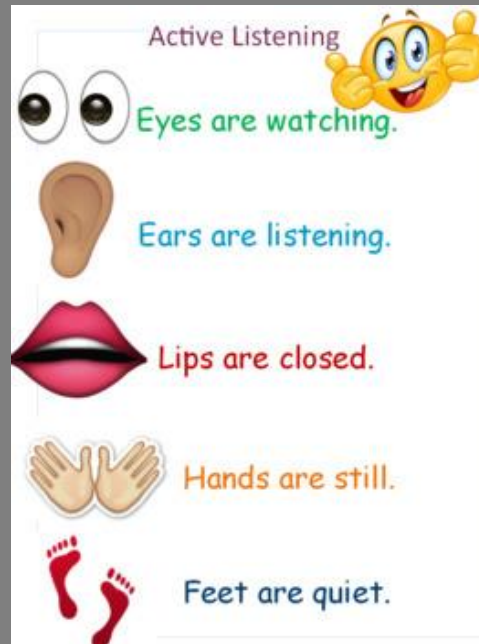 Active Listening
Eyes are watching.
Ears are listening.
Lips are closed.
Hands are still.
Feet are quiet.